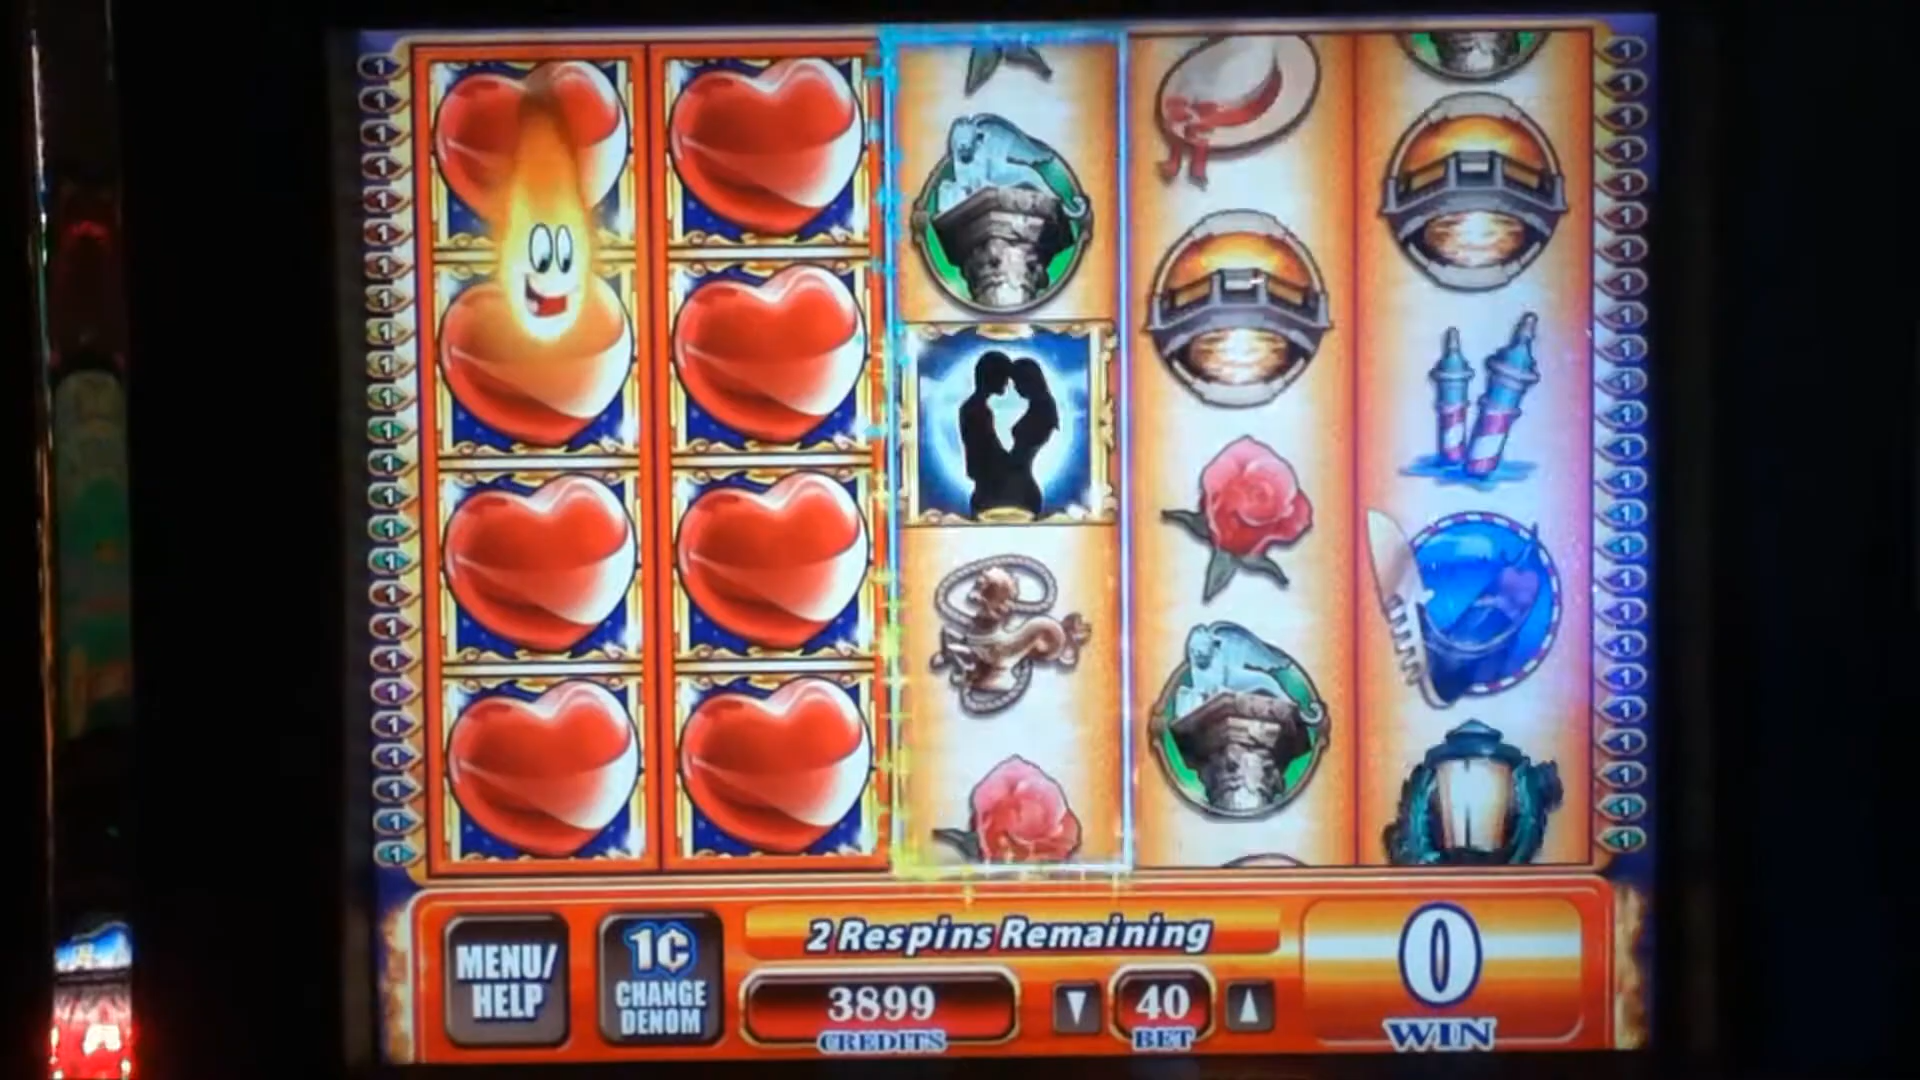 MENU/
HELP
1¢
CHANGE
DENOM
2 Respins Remaining
3899
CREDITS
40
BET
0
WIN